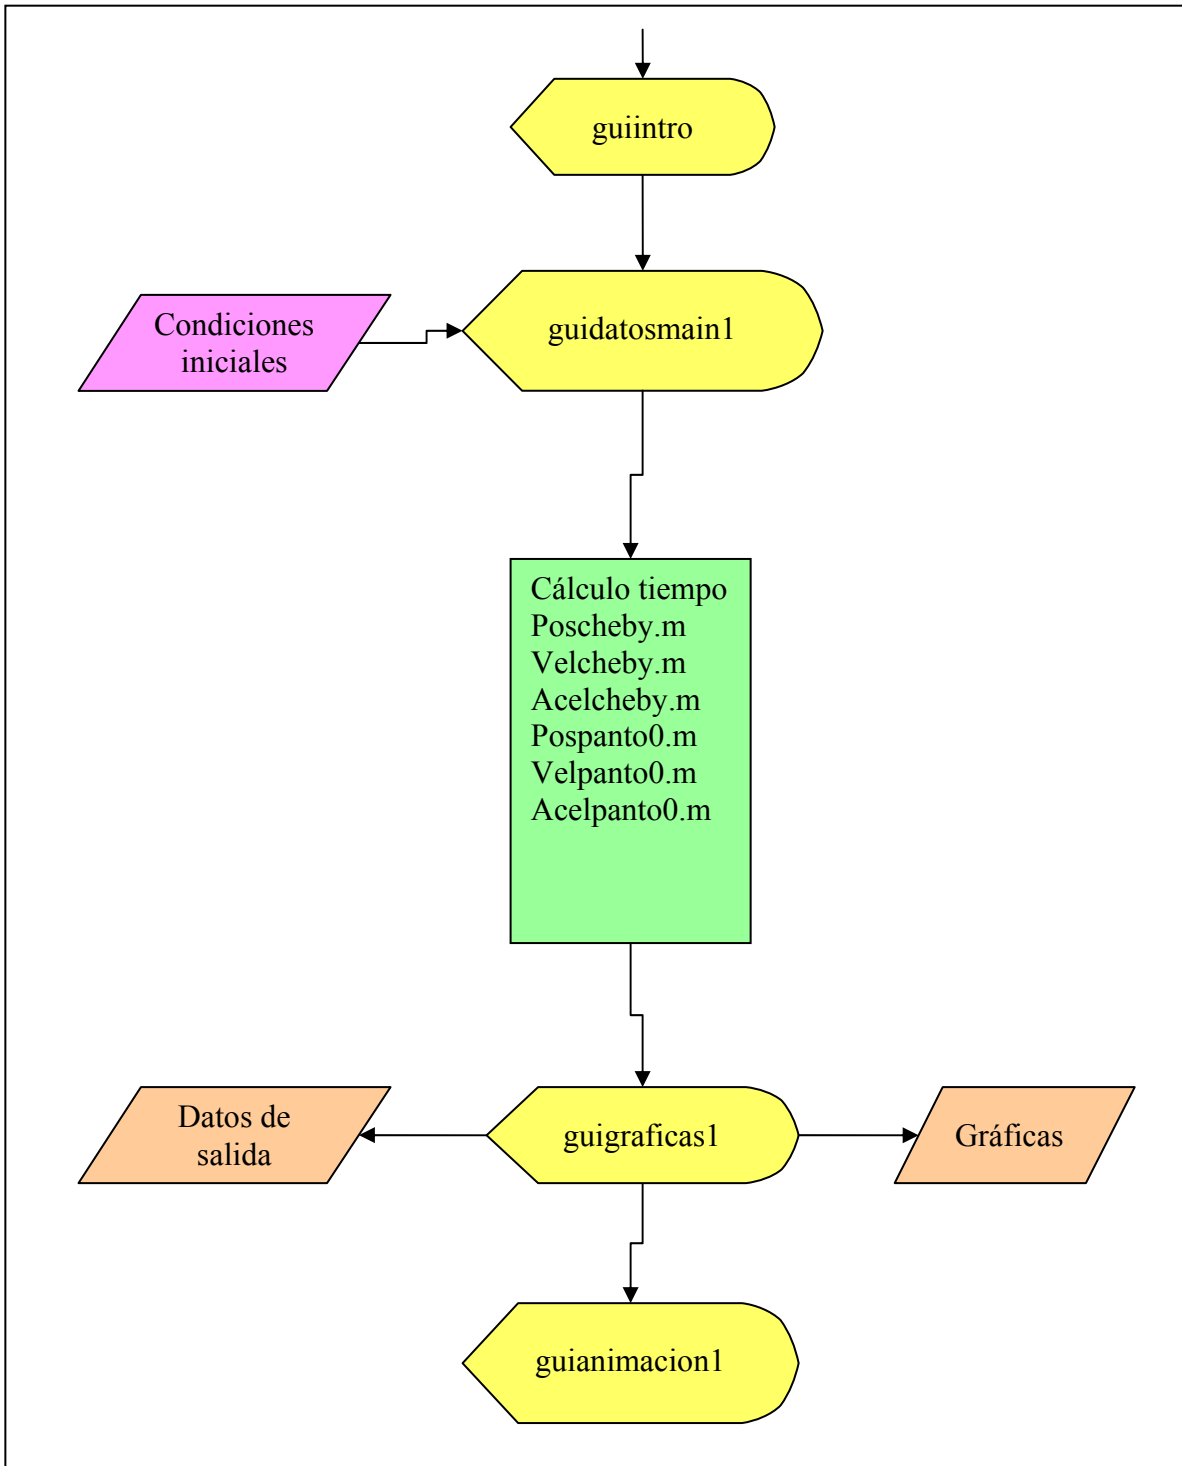 guiintro
Condiciones
iniciales
guidatosmain1
Cálculo tiempo
Poscheby.m
Velcheby.m
Acelcheby.m
Pospanto0.m
Velpanto0.m
Acelpanto0.m
Datos de
salida
guigraficas1
Gráficas
guianimacion1